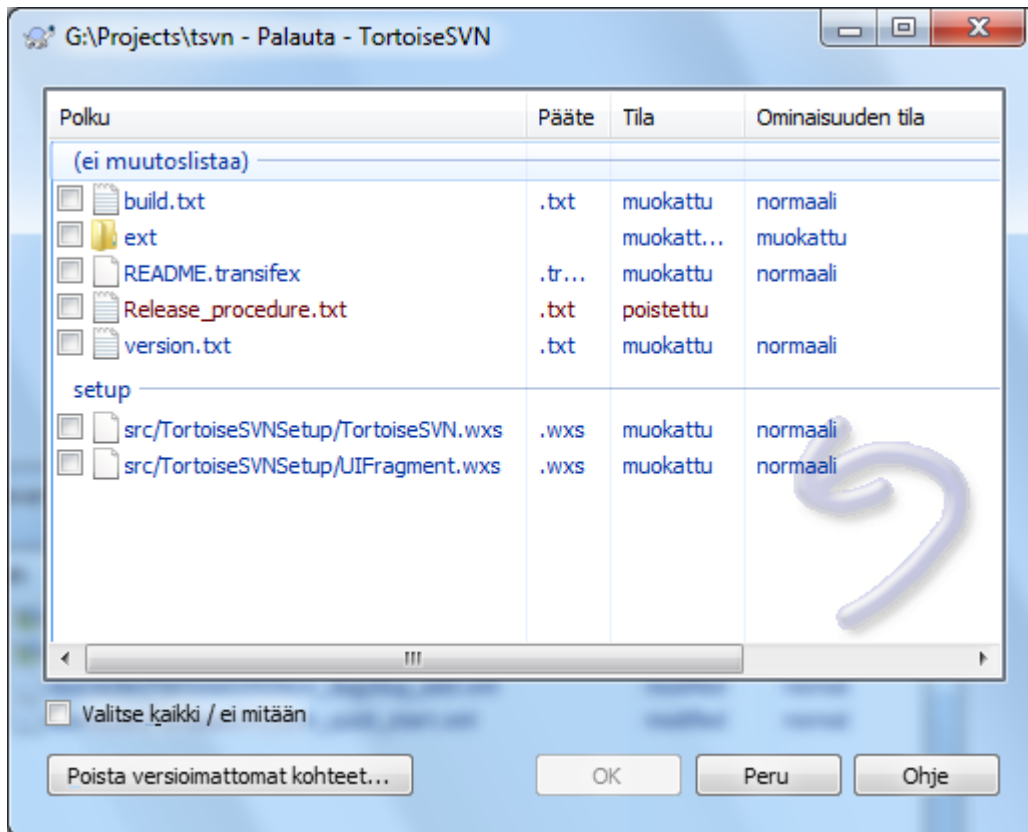 G:\Projects\tsvn - Palauta - TortoiseSVN
Polku Pääte Tila Ominaisuuden tila
(ei muutoslistaa)
build.txt .txt muokattu normaali
ext muokatt... muokattu
README.transifex .tr... muokattu normaali
Release_procedure.txt .txt poistettu
version.txt .txt muokattu normaali
setup
src/TortoiseSVNSetup/TortoiseSVN.wxs .wxs muokattu normaali
src/TortoiseSVNSetup/UIFragment.wxs .wxs muokattu normaali
Valitse kaikki / ei mitään
Poista versioimattomat kohteet... OK Peru Ohje